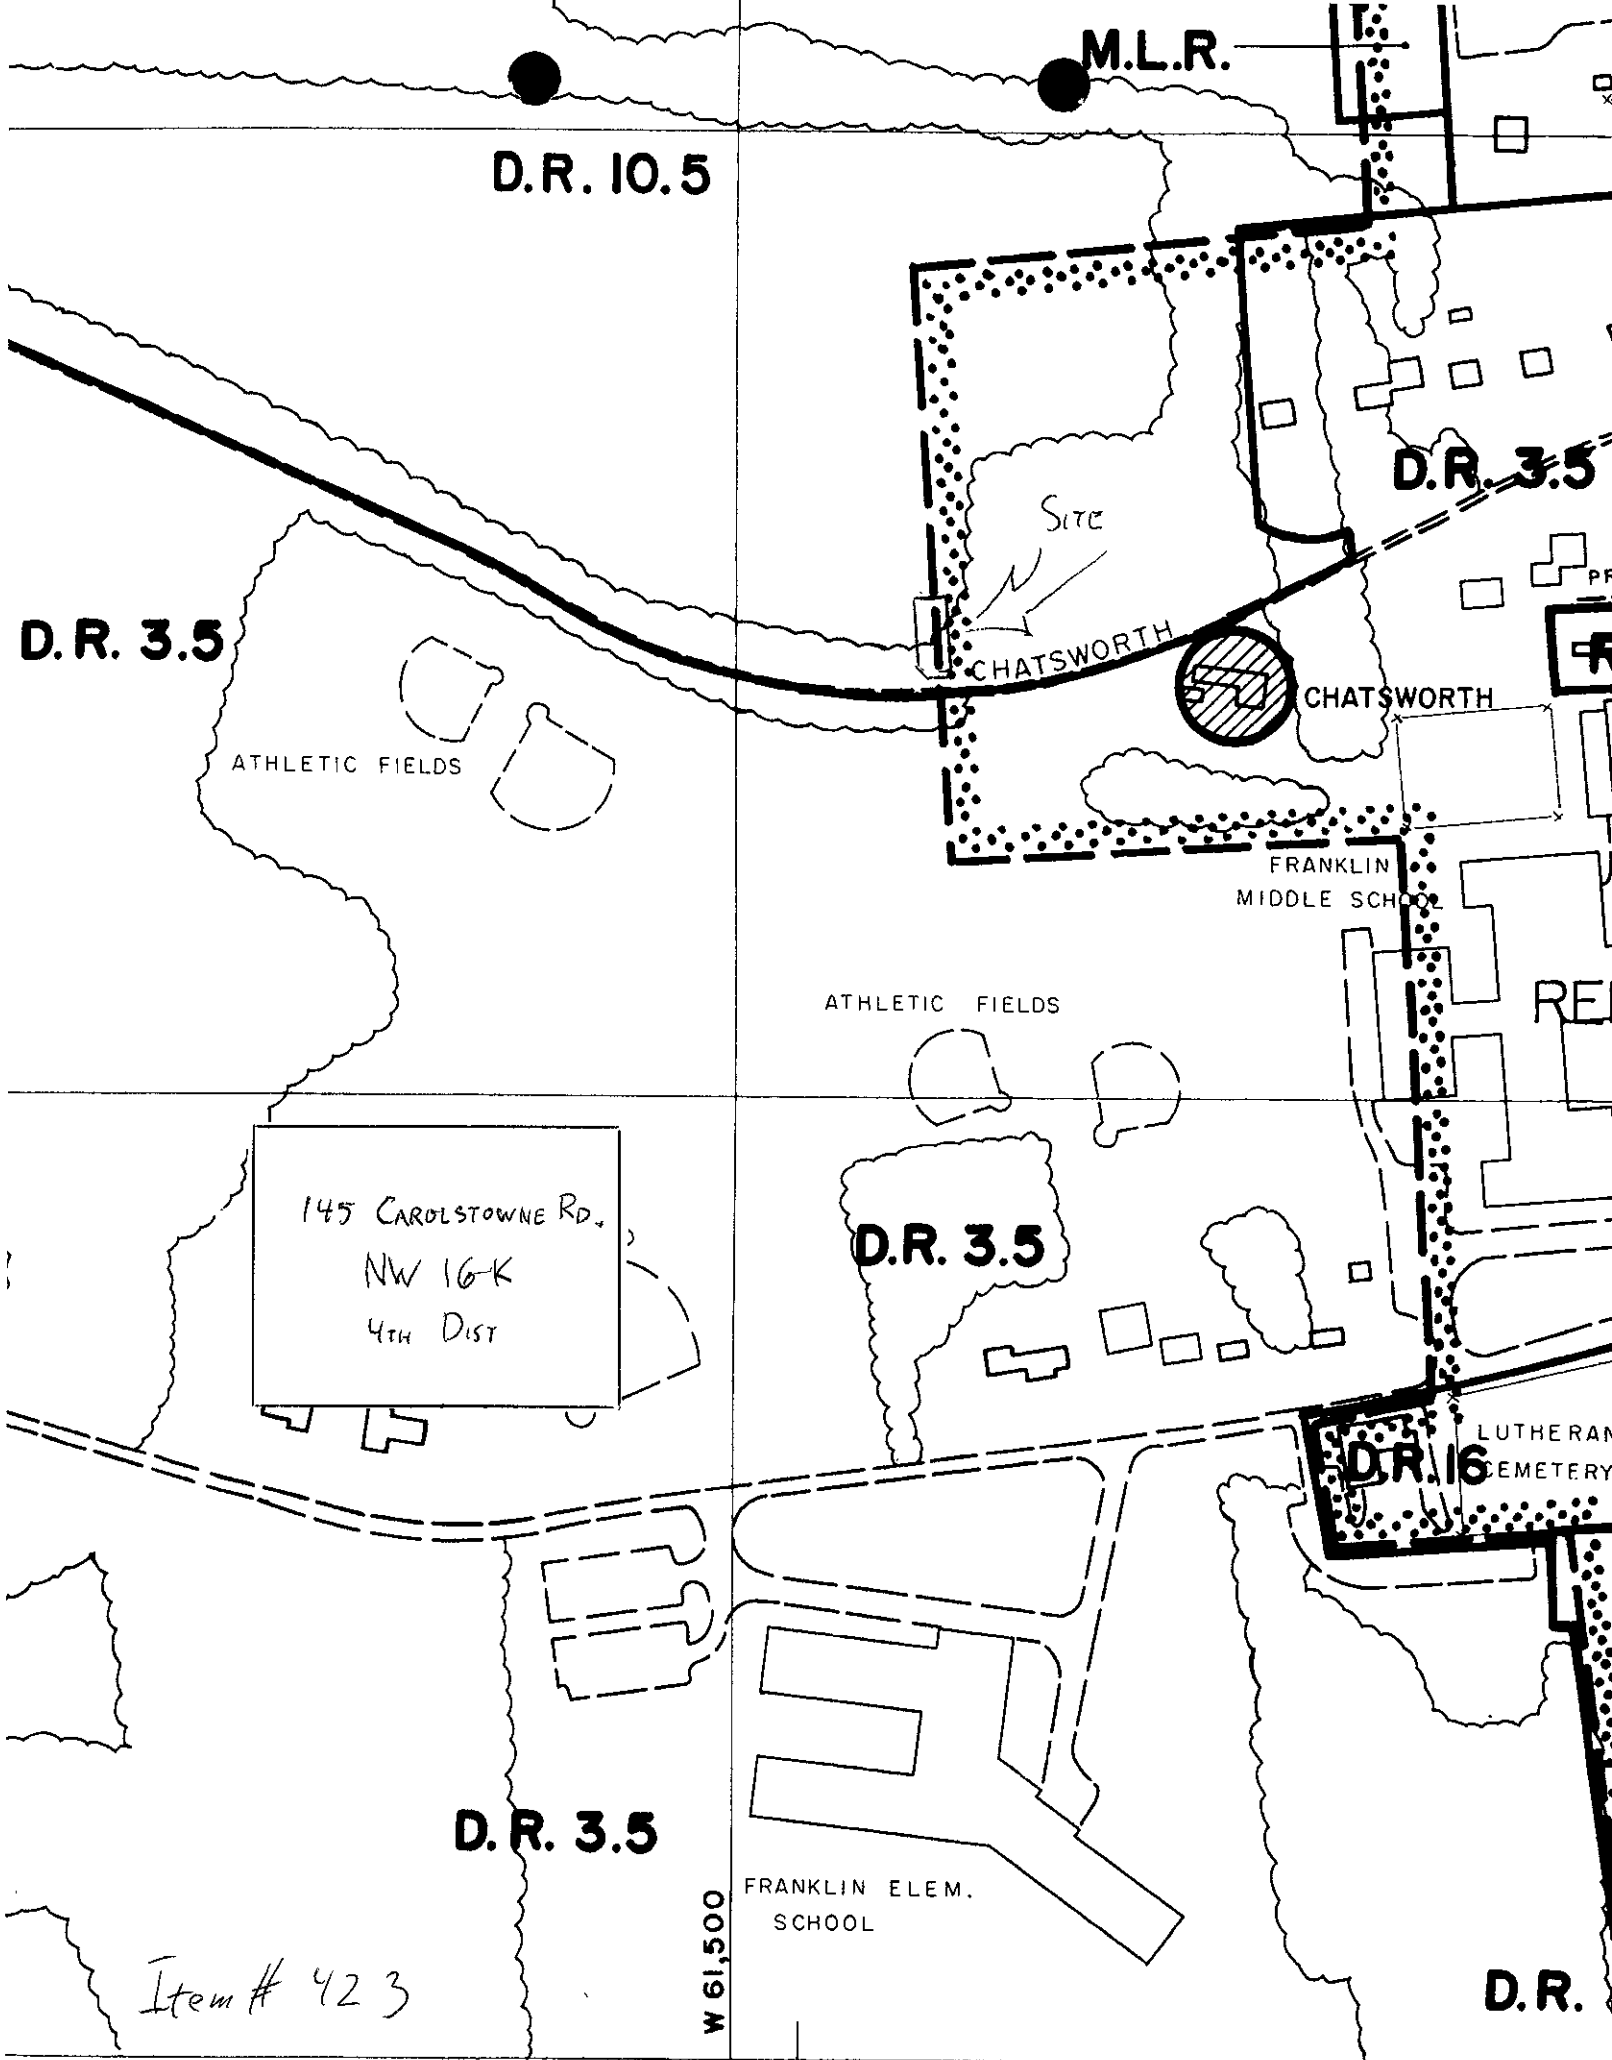 M.L.R.
D.R. 10.5
D.R. 3.5
SITE
D.R. 3.5
CHATSWORTH
CHATSWORTH
ATHLETIC FIELDS
FRANKLIN
MIDDLE SCHOOL
ATHLETIC FIELDS
145 CAROLSTOWNE RD.
NW 16-K
4TH DIST
D.R. 3.5
LUTHERAN
CEMETERY
D.R. 16
D.R. 3.5
FRANKLIN ELEM.
SCHOOL
W 61,500
Item # 423
D.R.